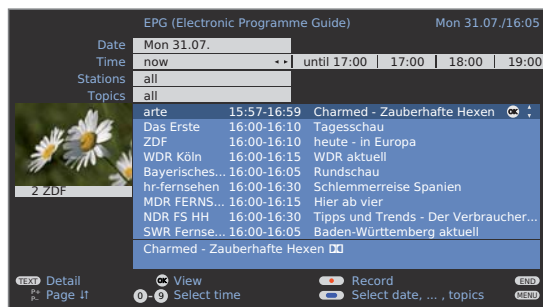 EPG (Electronic Programme Guide) Mon 31.07./16:05
Date Mon 31.07.
Time now until 17:00 17:00 18:00 19:00
Stations all
Topics all
arte 15:57-16:59 Charmed - Zauberhafte Hexen OK
Das Erste 16:00-16:10 Tagesschau
ZDF 16:00-16:10 heute - in Europa
WDR Köln 16:00-16:15 WDR aktuell
Bayerisches... 16:00-16:05 Rundschau
hr-fernsehen 16:00-16:30 Schlemmerreise Spanien
MDR FERNS... 16:00-16:15 Hier ab vier
NDR FS HH 16:00-16:30 Tipps und Trends - Der Verbraucher...
SWR Fernse... 16:00-16:05 Baden-Württemberg aktuell
2 ZDF
Charmed - Zauberhafte Hexen
TEXT Detail OK View Record END
P+ P- Page 0-9 Select time Select date, ... , topics MENU